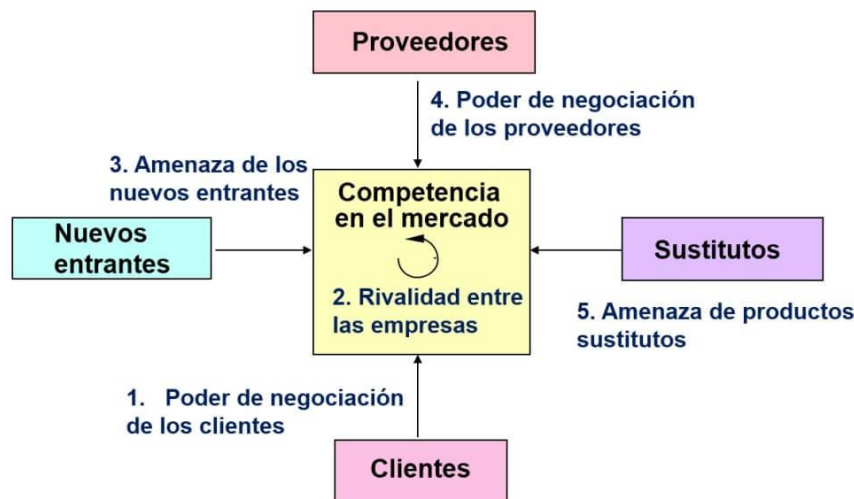 Proveedores
4. Poder de negociación
de los proveedores
3. Amenaza de los
nuevos entrantes
Competencia
en el mercado
Nuevos
entrantes
Sustitutos
2. Rivalidad entre
las empresas
5. Amenaza de productos
sustitutos
1. Poder de negociación
de los clientes
Clientes